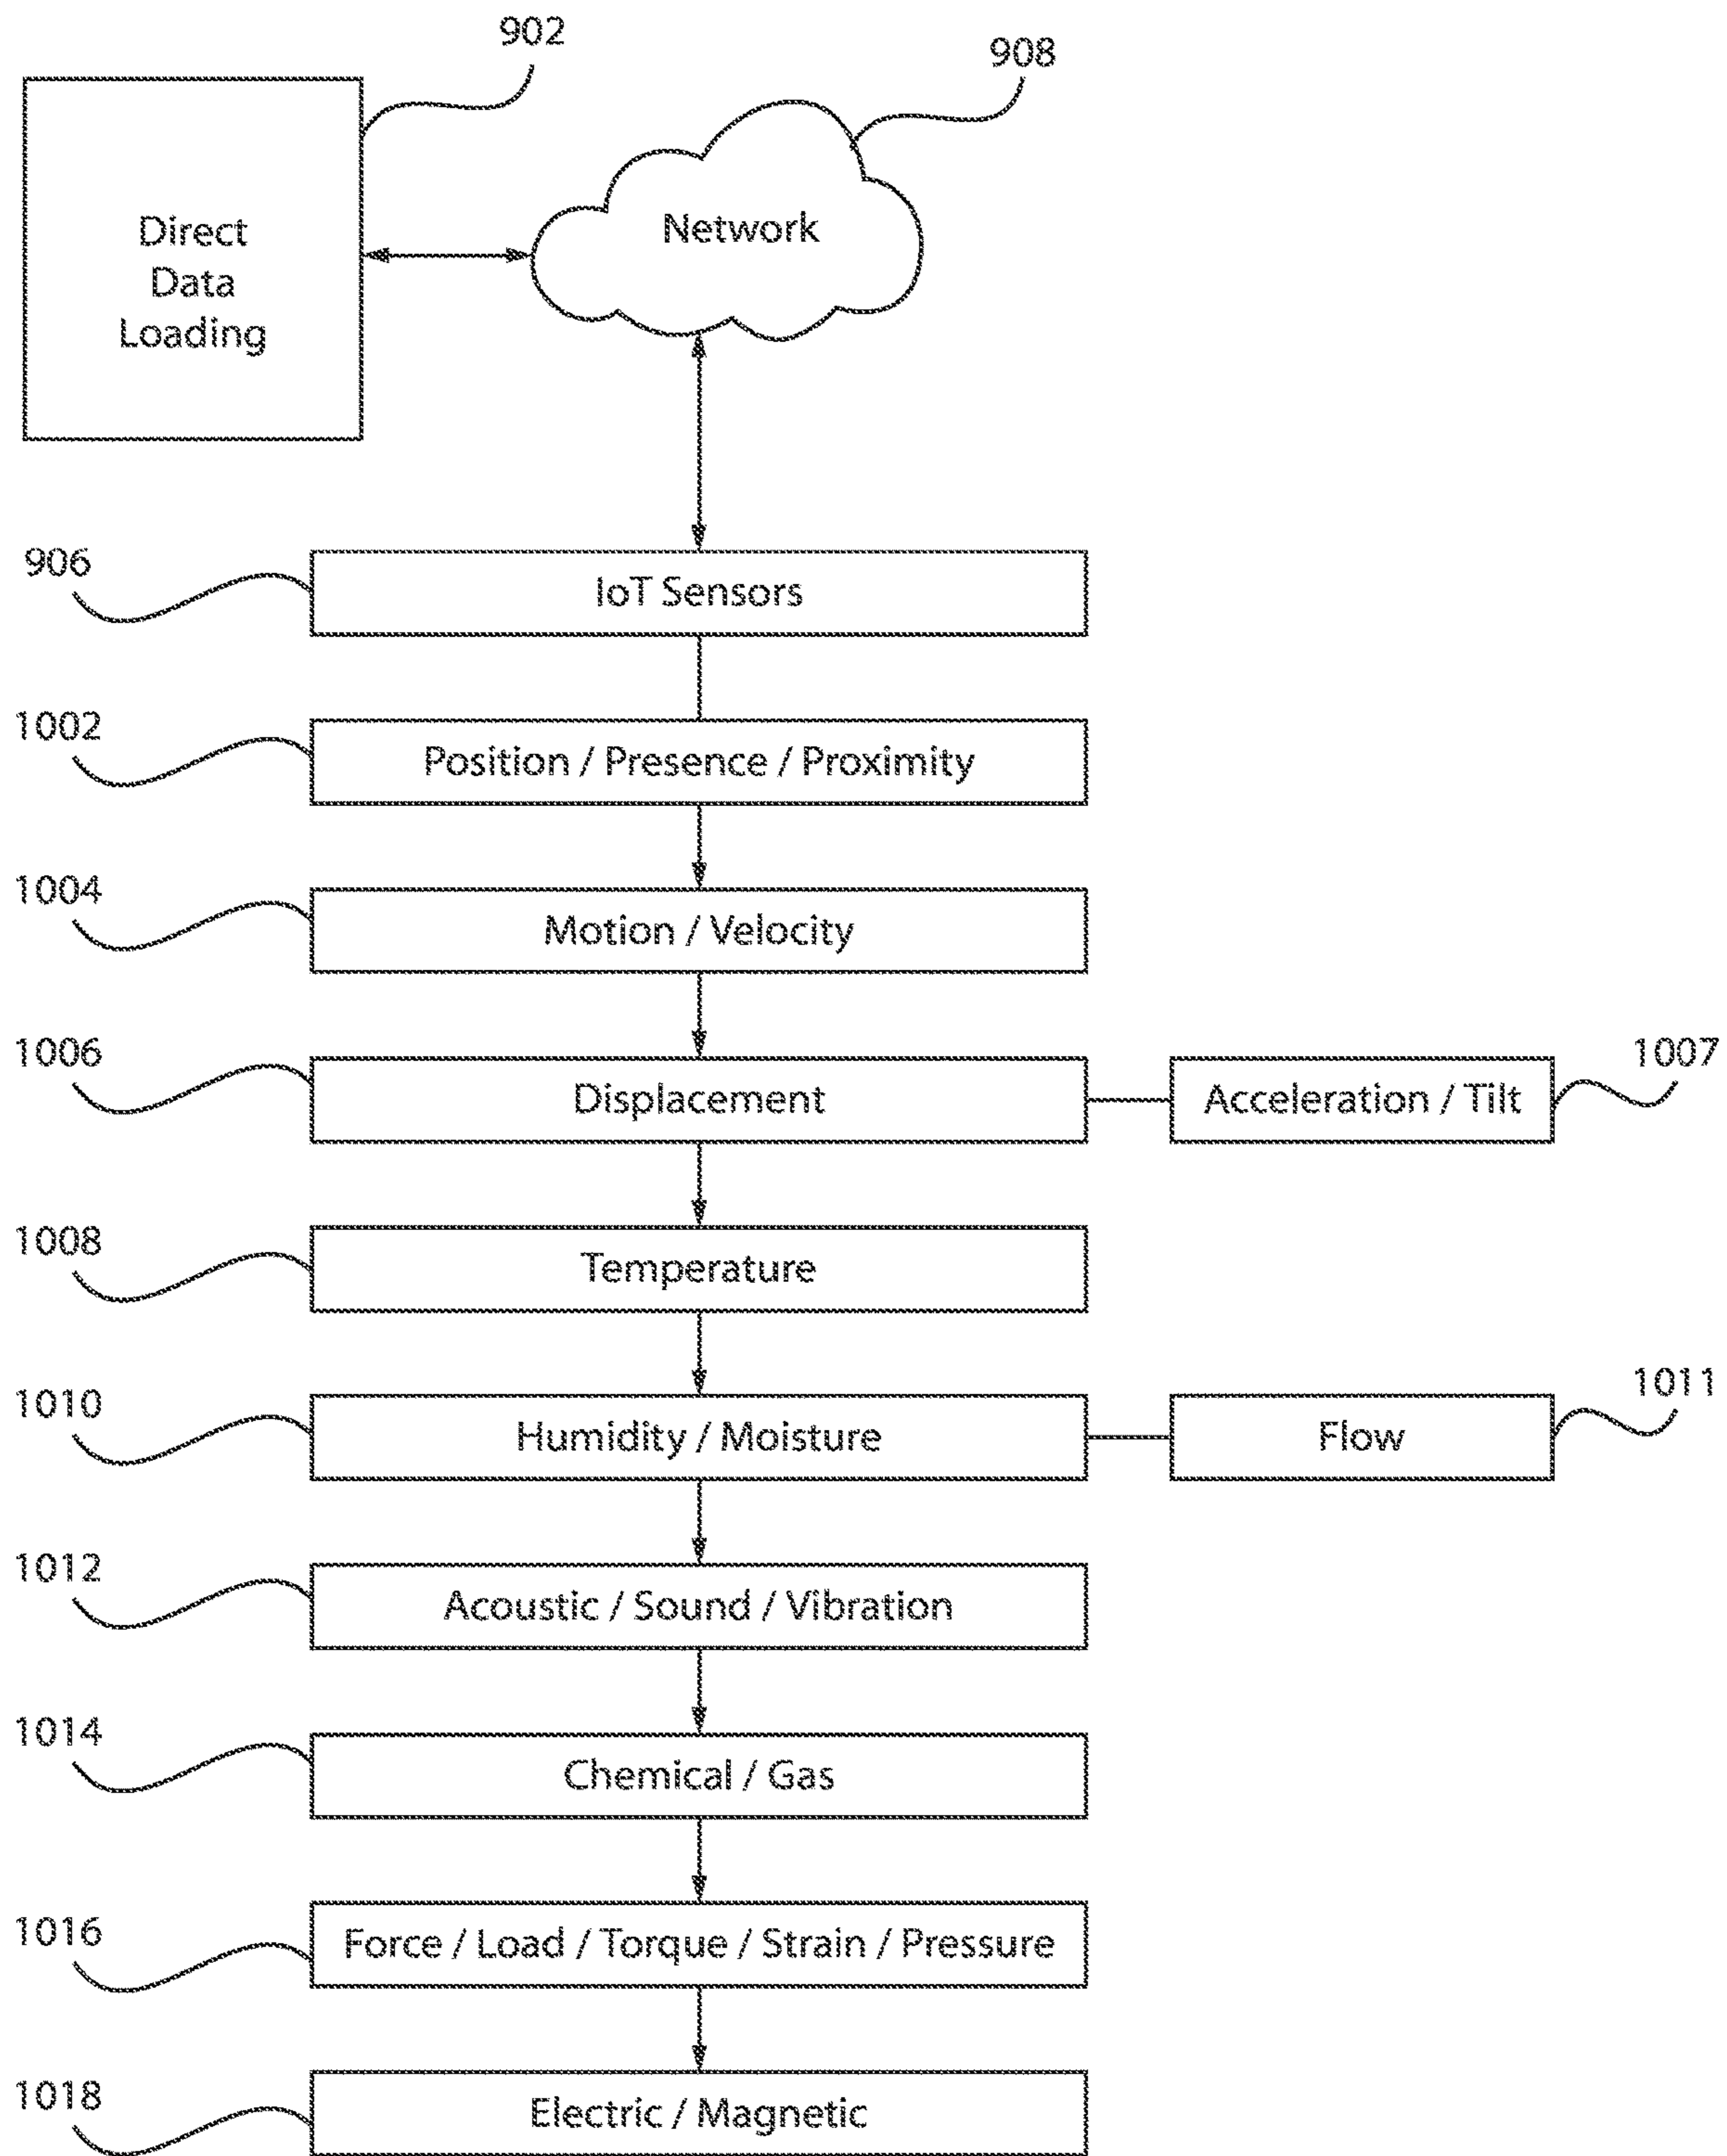 902
908
Direct
Data
Loading
Network
906
IoT Sensors
1002
Position / Presence / Proximity
1004
Motion / Velocity
1006
Displacement
Acceleration / Tilt
1007
1008
Temperature
1010
Humidity / Moisture
Flow
1011
1012
Acoustic / Sound / Vibration
1014
Chemical / Gas
1016
Force / Load / Torque / Strain / Pressure
1018
Electric / Magnetic